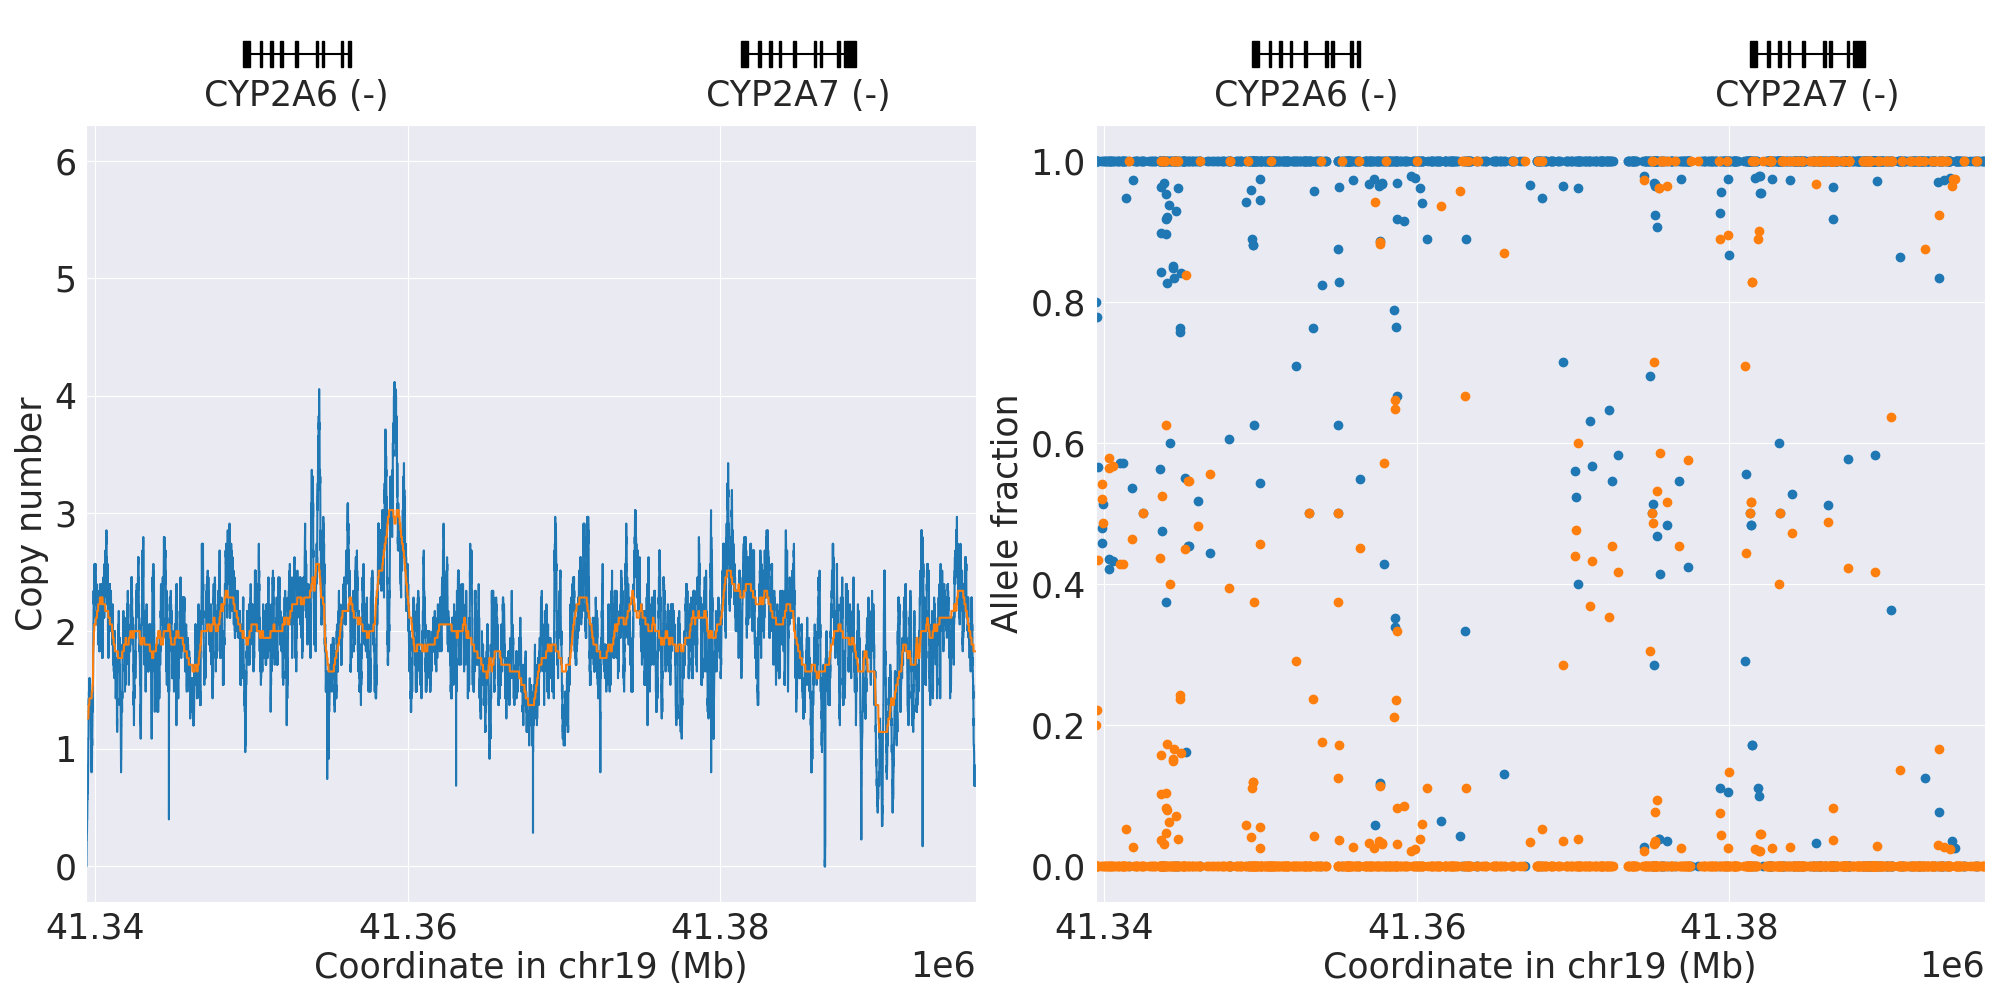 CYP2A6 (-) CYP2A7 (-)
6
5
4
3
2
1
0
Copy number
41.34 41.36 41.38
Coordinate in chr19 (Mb) 1e6
CYP2A6 (-) CYP2A7 (-)
1.0
0.8
0.6
0.4
0.2
0.0
Allele fraction
41.34 41.36 41.38
Coordinate in chr19 (Mb) 1e6